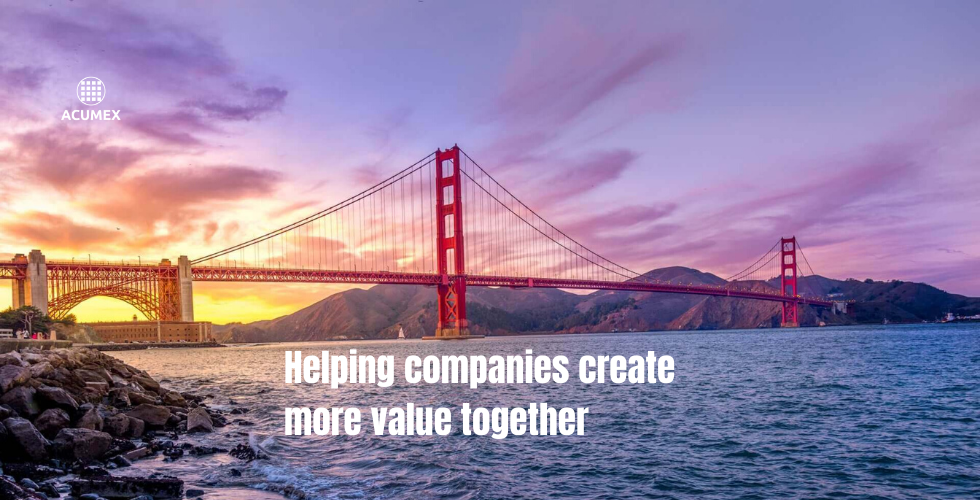 ACUMEX
Helping companies create
more value together